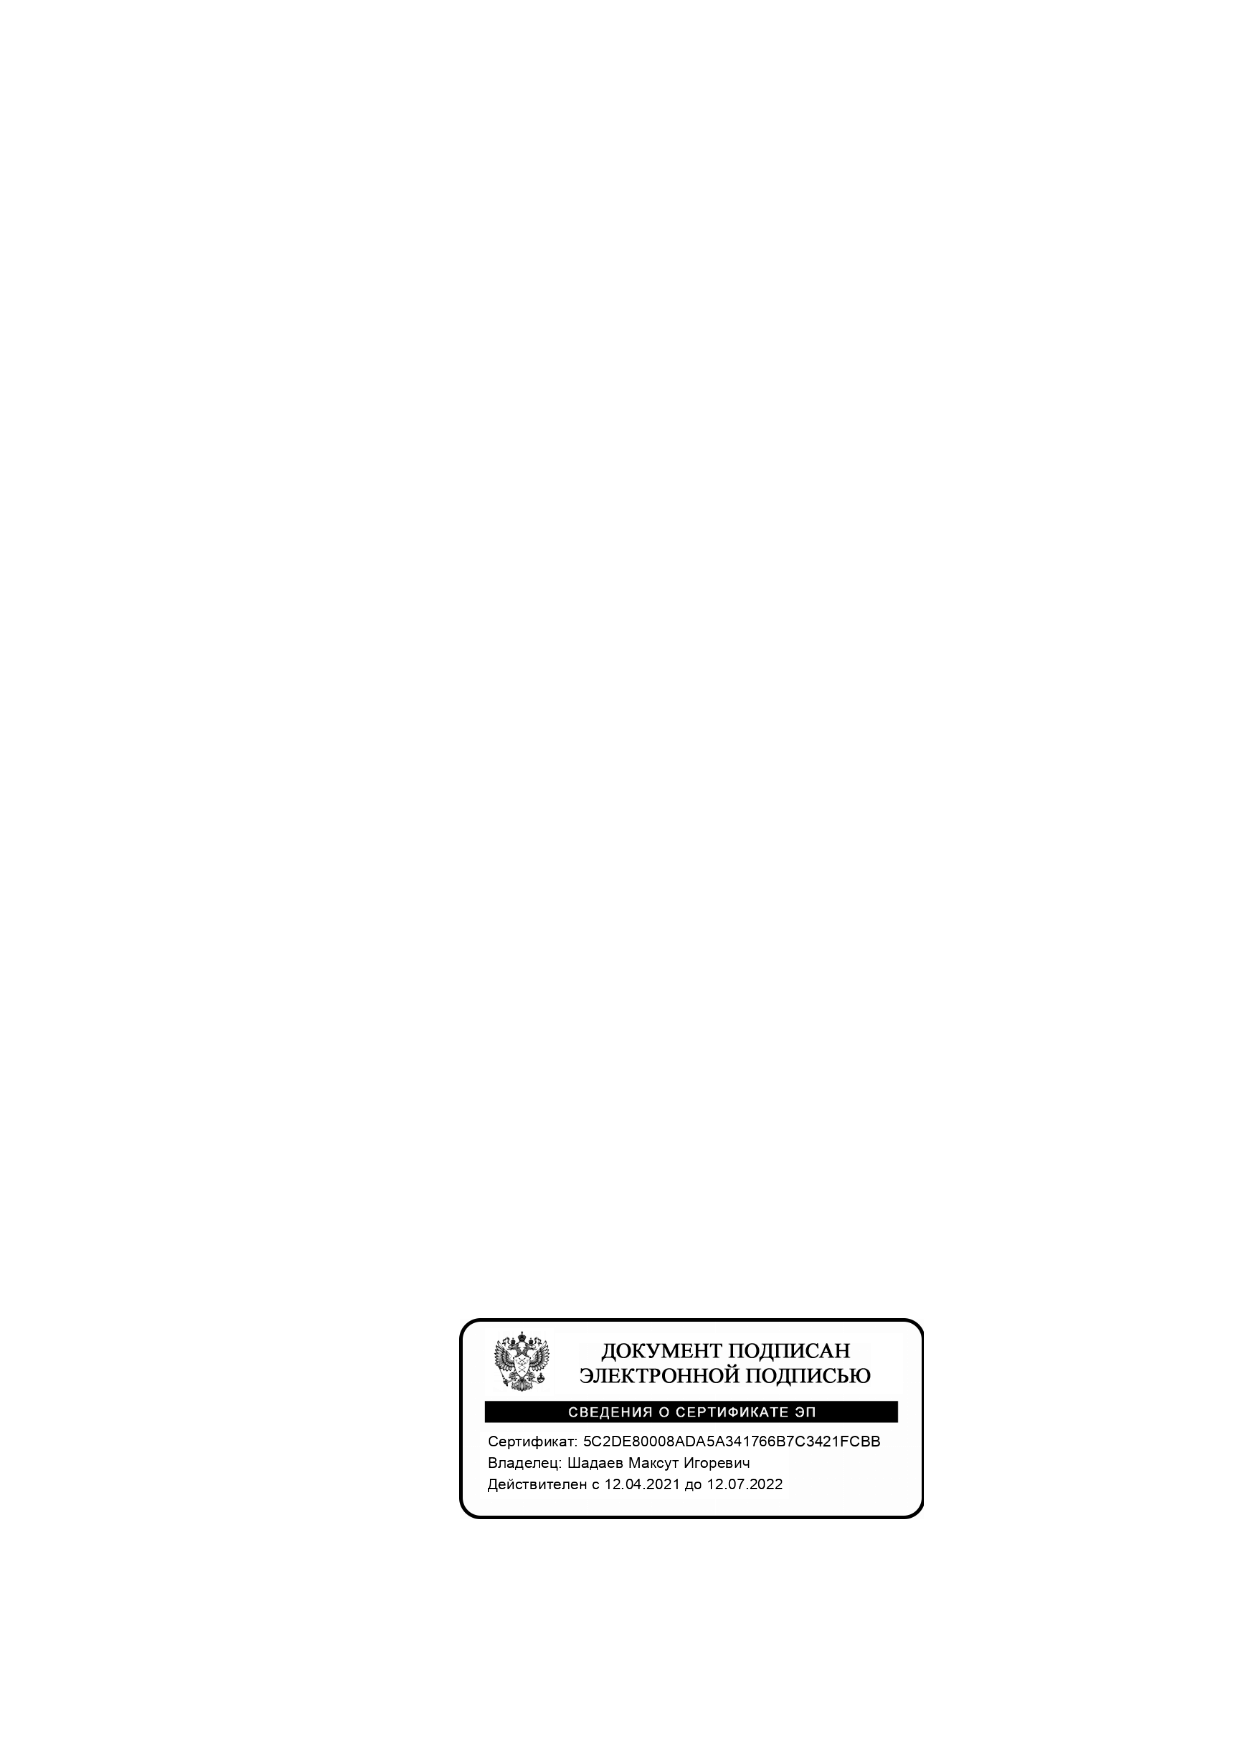 ДОКУМЕНТ ПОДПИСАН
ЭЛЕКТРОННОЙ ПОДПИСЬЮ
СВЕДЕНИЯ О СЕРТИФИКАТЕ ЭП
Сертификат: 5C2DE80008ADA5A341766B7C3421FCBB
Владелец: Шадаев Максут Игоревич
Действителен с 12.04.2021 до 12.07.2022